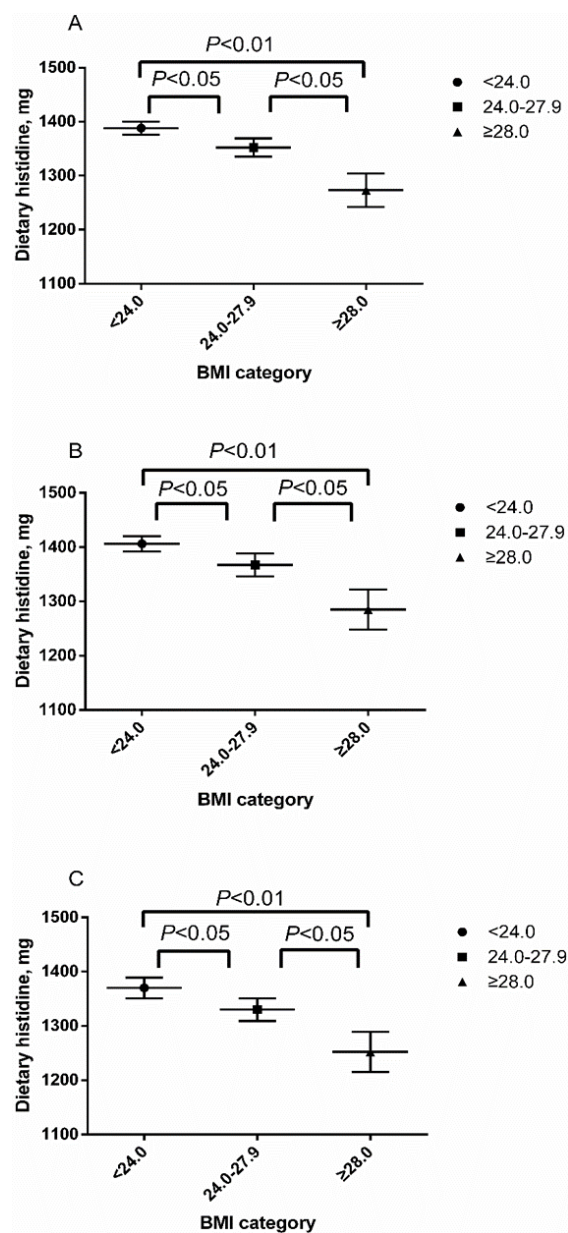 A
P<0.01
P<0.05 P<0.05
1500
1400
1300
1200
1100
Dietary histidine, mg
<24.0
24.0-27.9
≥28.0
BMI category
<24.0
24.0-27.9
≥28.0
B
P<0.01
P<0.05 P<0.05
1500
1400
1300
1200
1100
Dietary histidine, mg
<24.0
24.0-27.9
≥28.0
BMI category
<24.0
24.0-27.9
≥28.0
C
P<0.01
P<0.05 P<0.05
1500
1400
1300
1200
1100
Dietary histidine, mg
<24.0
24.0-27.9
≥28.0
BMI category
<24.0
24.0-27.9
≥28.0